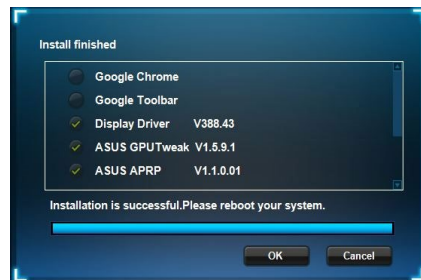 Install finished
Google Chrome
Google Toolbar
Display Driver V388.43
ASUS GPUTweak V1.5.9.1
ASUS APRP V1.1.0.01
Installation is successful.Please reboot your system.
OK Cancel